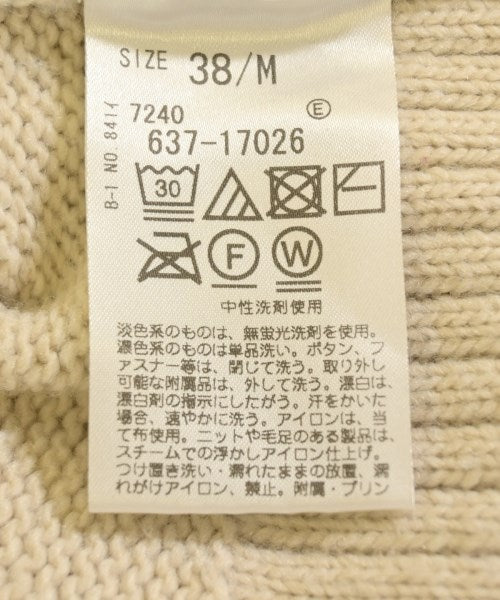 SIZE 38/M
7240 Ⓔ
637-17026
B-1 NO.841イ
30
F W
中性洗剤使用
淡色系のものは、無蛍光洗剤を使用。
濃色系のものは単品洗い。ボタン、フ
ァスナー等は、閉じて洗う。取り外し
可能な附属品は、外して洗う。漂白は、
漂白剤の指示にしたがう。汗をかいた
場合、速やかに洗う。アイロンは、当
て布使用。ニットや毛足のある製品は、
スチームでの浮かしアイロン仕上げ。
つけ置き洗い・濡れたままの放置、濡
れがけアイロン、禁止。附属・プリン